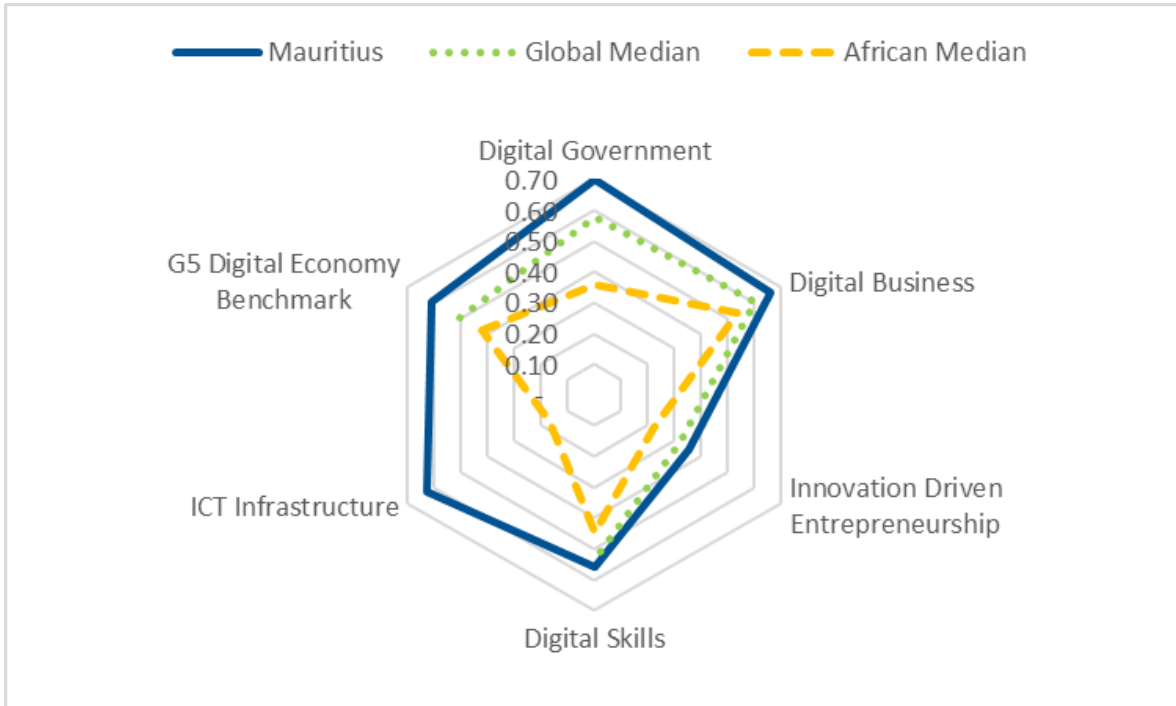 Mauritius
Global Median
African Median
Digital Government
0.70
0.60
0.50
0.40
0.30
0.20
0.10
-
Digital Business
Innovation Driven
Entrepreneurship
Digital Skills
ICT Infrastructure
G5 Digital Economy
Benchmark